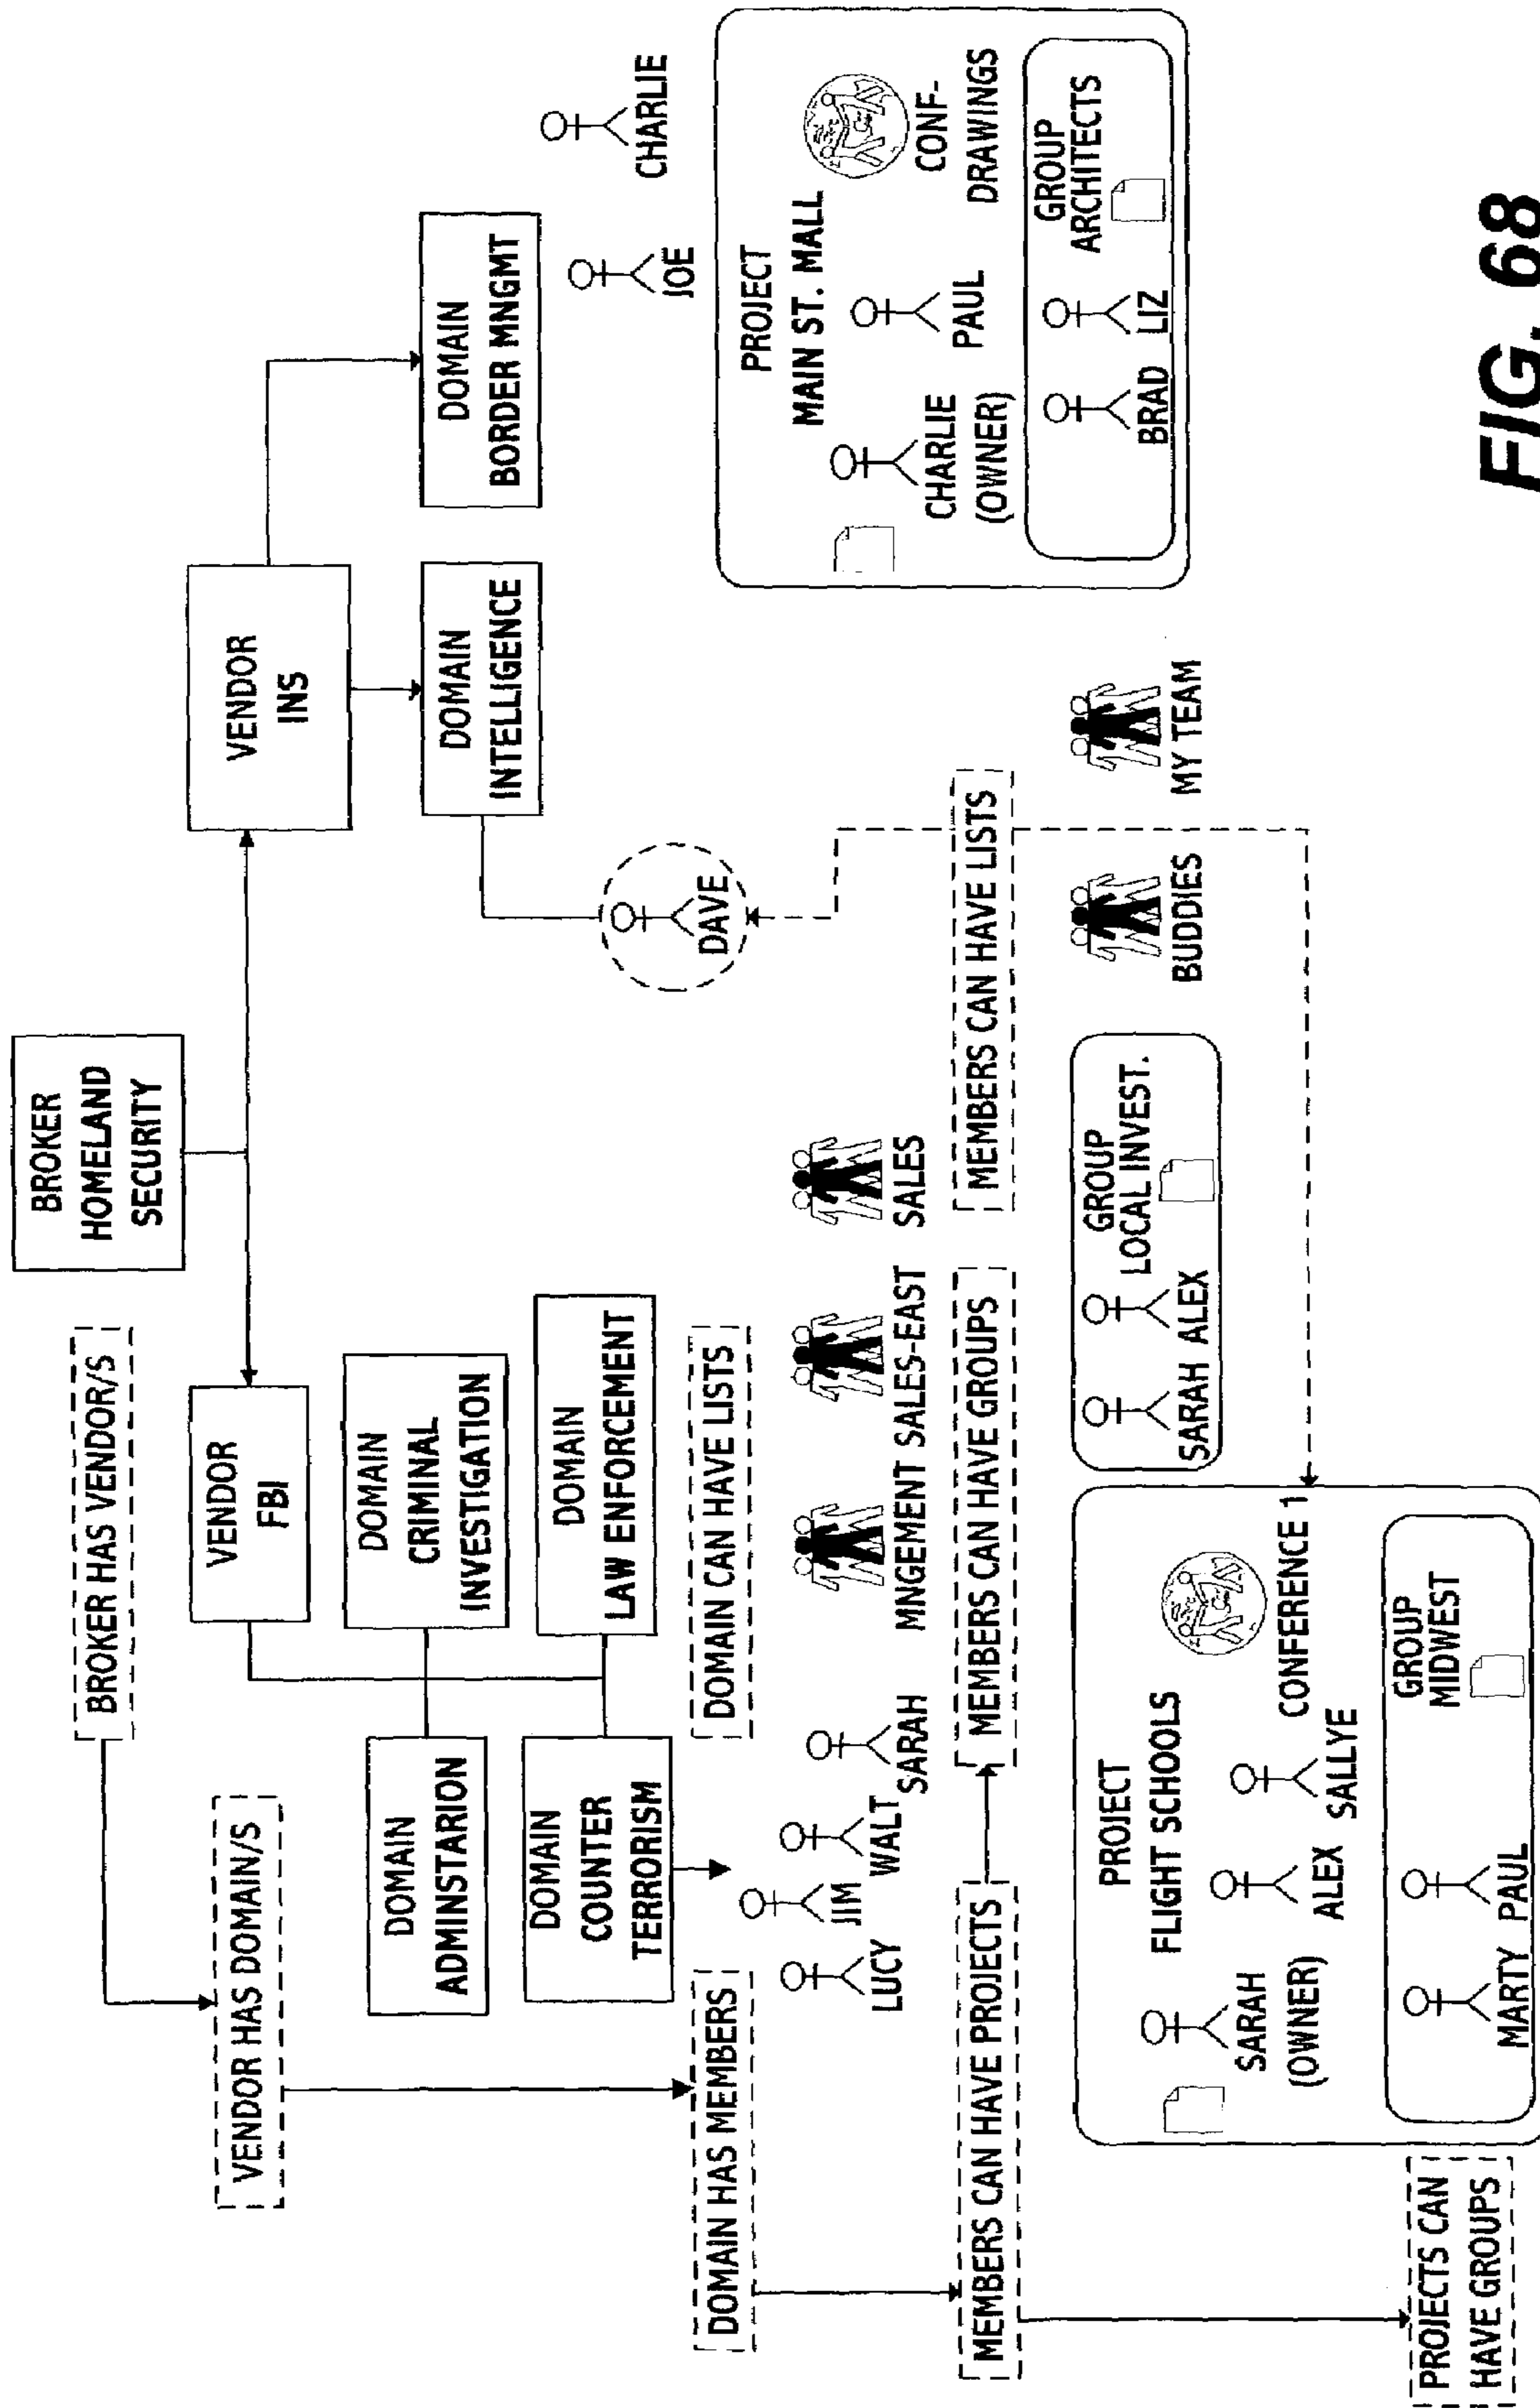 BROKER
HOMELAND
SECURITY
BROKER HAS VENDOR/S
VENDOR HAS DOMAIN/S
VENDOR
FBI
VENDOR
INS
DOMAIN
CRIMINAL
INVESTIGATION
DOMAIN
ADMINSTARION
DOMAIN
LAW ENFORCEMENT
DOMAIN
COUNTER
TERRORISM
DOMAIN
INTELLIGENCE
DOMAIN
BORDER MNGMT
DOMAIN HAS MEMBERS
DOMAIN CAN HAVE LISTS
LUCY
JIM
WALT
SARAH
MNGEMENT
SALES-EAST
SALES
DAVE
JOE
CHARLIE
MEMBERS CAN HAVE PROJECTS
MEMBERS CAN HAVE GROUPS
MEMBERS CAN HAVE LISTS
PROJECT
FLIGHT SCHOOLS
SARAH
(OWNER)
ALEX
SALLYE
CONFERENCE 1
GROUP
MIDWEST
MARTY
PAUL
GROUP
LOCAL INVEST.
SARAH
ALEX
BUDDIES
MY TEAM
PROJECT
MAIN ST. MALL
CHARLIE
(OWNER)
PAUL
CONF-
DRAWINGS
GROUP
ARCHITECTS
BRAD
LIZ
PROJECTS CAN
HAVE GROUPS
FIG. 68